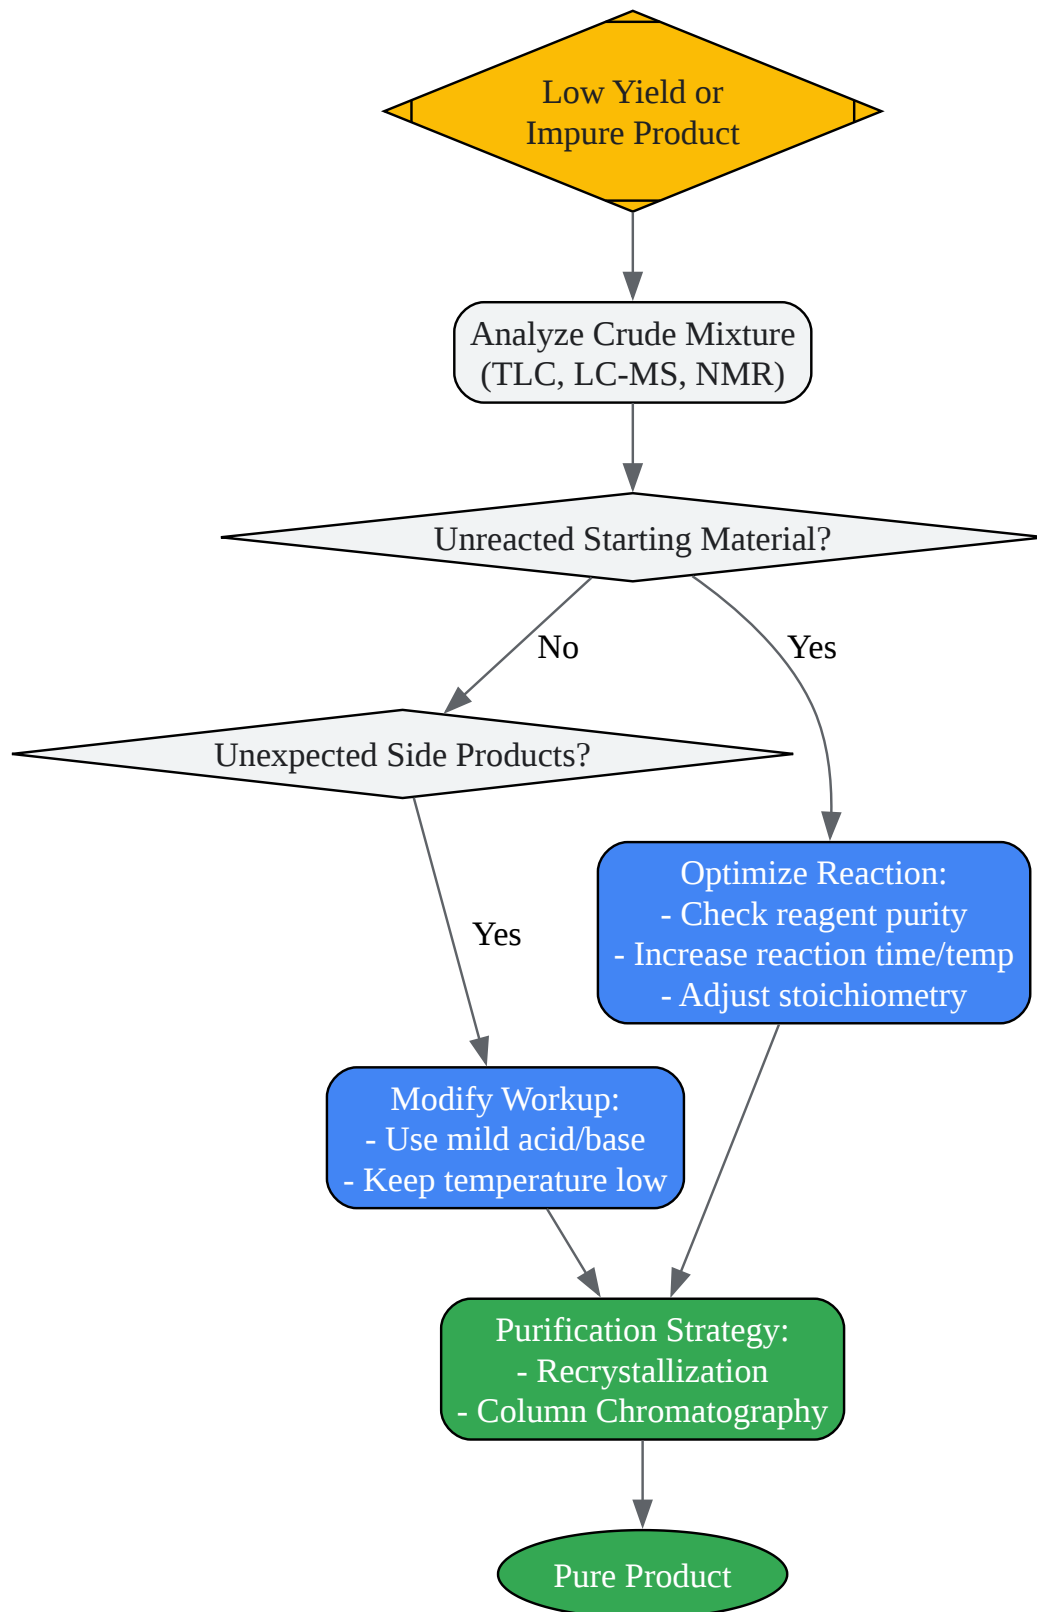 Low Yield or
Impure Product
Analyze Crude Mixture
(TLC, LC-MS, NMR)
Unreacted Starting Material?
No
Yes
Unexpected Side Products?
Optimize Reaction:
- Check reagent purity
- Increase reaction time/temp
- Adjust stoichiometry
Yes
Modify Workup:
- Use mild acid/base
- Keep temperature low
Purification Strategy:
- Recrystallization
- Column Chromatography
Pure Product